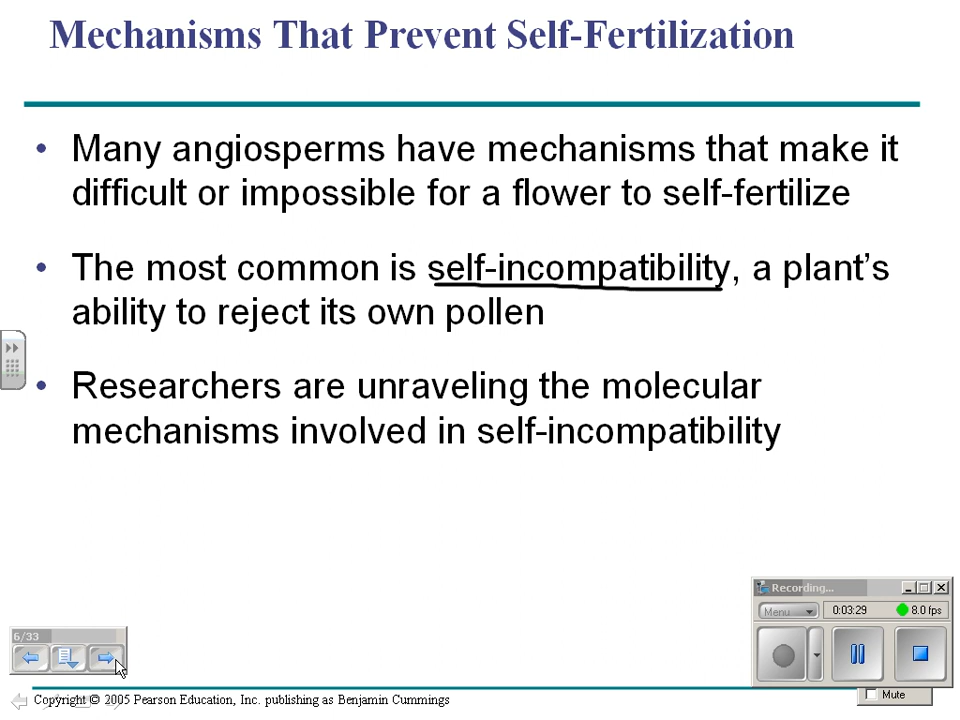 Mechanisms That Prevent Self-Fertilization
• Many angiosperms have mechanisms that make it
difficult or impossible for a flower to self-fertilize
• The most common is self-incompatibility, a plant’s
ability to reject its own pollen
• Researchers are unraveling the molecular
mechanisms involved in self-incompatibility
Recording...
Menu 0:03:29 8.0 fps
6/33
Mute
Copyright © 2005 Pearson Education, Inc. publishing as Benjamin Cummings